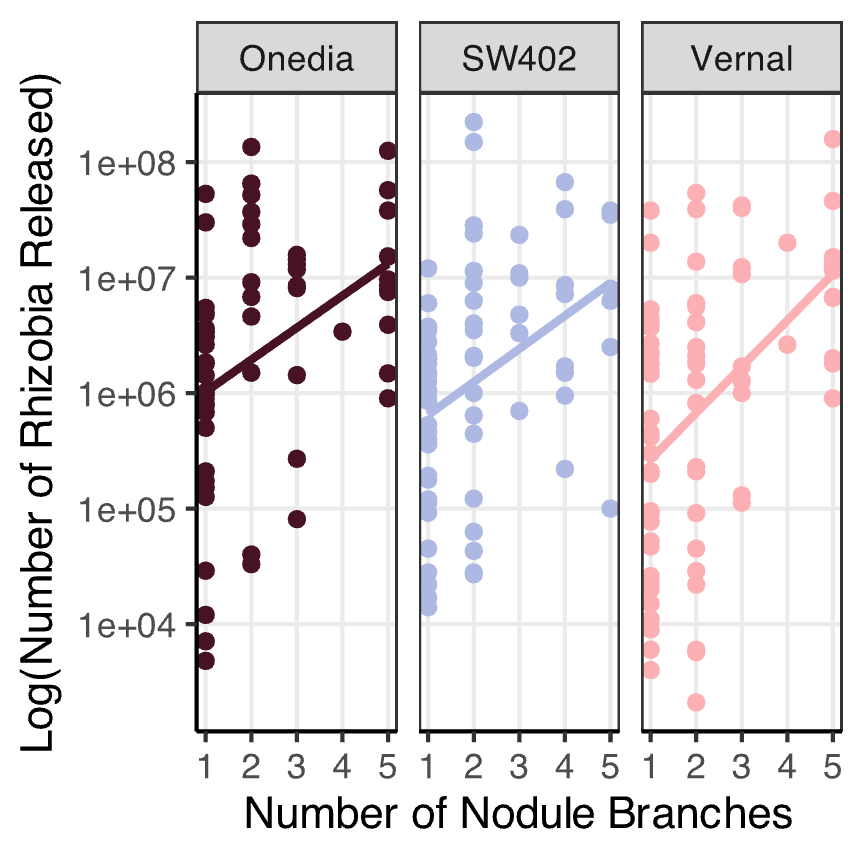 Onedia SW402 Vernal
Log(Number of Rhizobia Released)
1e+08
1e+07
1e+06
1e+05
1e+04
1 2 3 4 5 1 2 3 4 5 1 2 3 4 5
Number of Nodule Branches